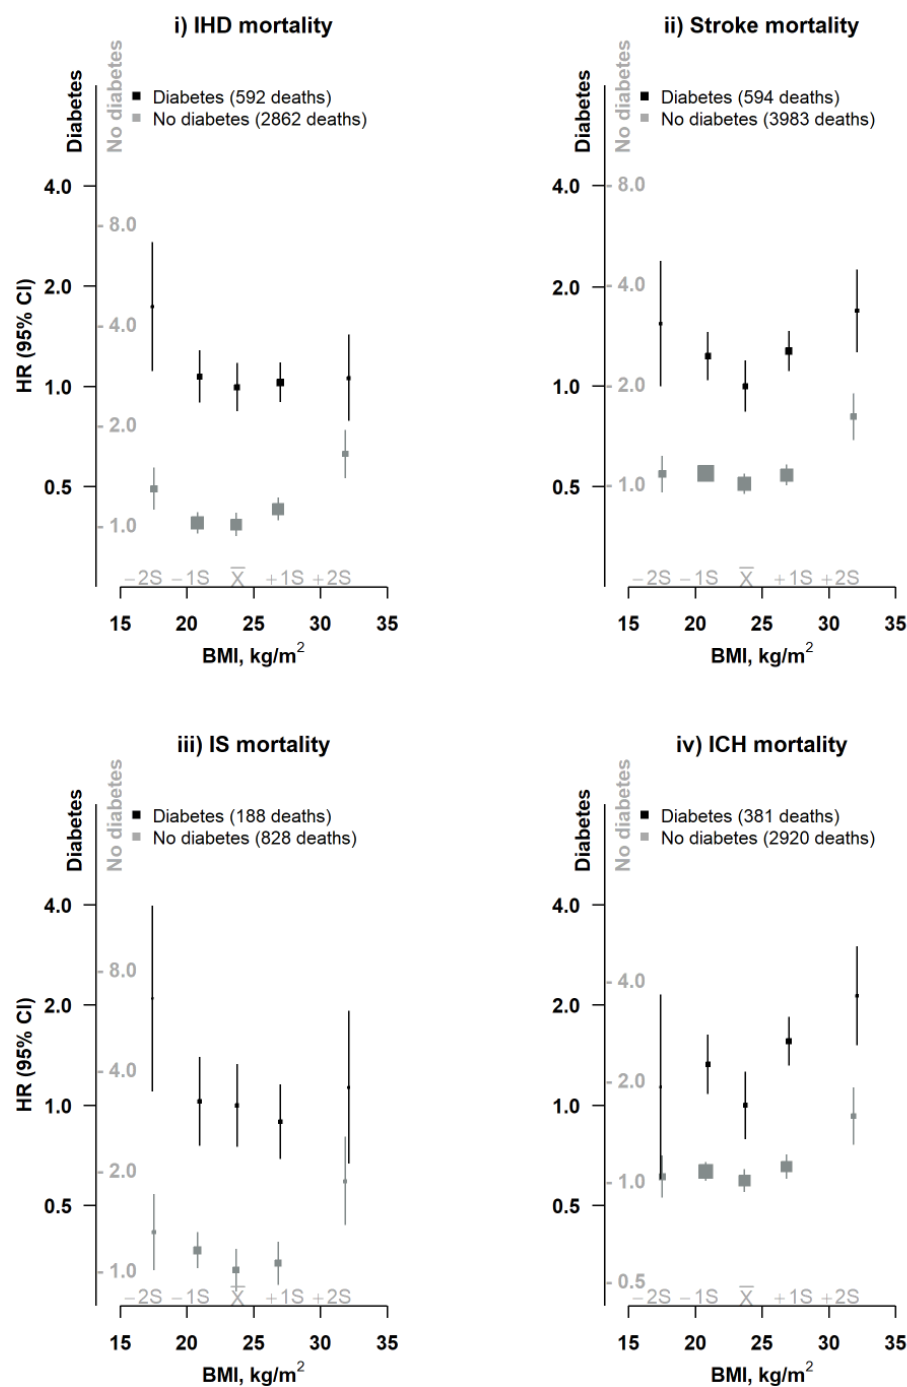 i) IHD mortality
Diabetes
No diabetes
Diabetes (592 deaths)
No diabetes (2862 deaths)
HR (95% CI)
4.0
2.0
1.0
0.5
8.0
4.0
2.0
1.0
−2S −1S X̄ +1S +2S
15 20 25 30 35
BMI, kg/m²
ii) Stroke mortality
Diabetes
No diabetes
Diabetes (594 deaths)
No diabetes (3983 deaths)
4.0
2.0
1.0
0.5
8.0
4.0
2.0
1.0
−2S −1S X̄ +1S +2S
15 20 25 30 35
BMI, kg/m²
iii) IS mortality
Diabetes
No diabetes
Diabetes (188 deaths)
No diabetes (828 deaths)
HR (95% CI)
4.0
2.0
1.0
0.5
8.0
4.0
2.0
1.0
−2S −1S X̄ +1S +2S
15 20 25 30 35
BMI, kg/m²
iv) ICH mortality
Diabetes
No diabetes
Diabetes (381 deaths)
No diabetes (2920 deaths)
4.0
2.0
1.0
0.5
4.0
2.0
1.0
0.5
−2S −1S X̄ +1S +2S
15 20 25 30 35
BMI, kg/m²